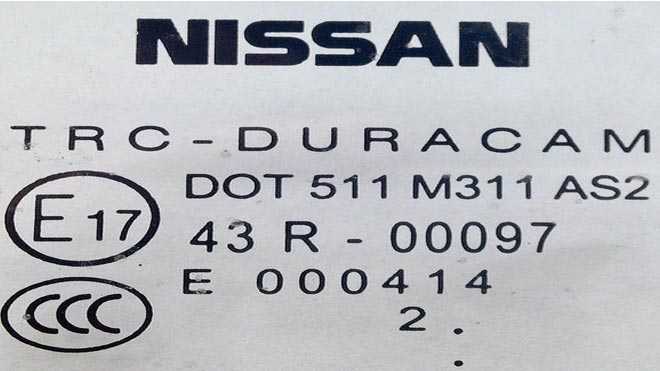 NISSAN
TRC-DURACAM
E17 DOT 511 M311 AS2
43 R - 00097
CCC E 000414
2 .
.